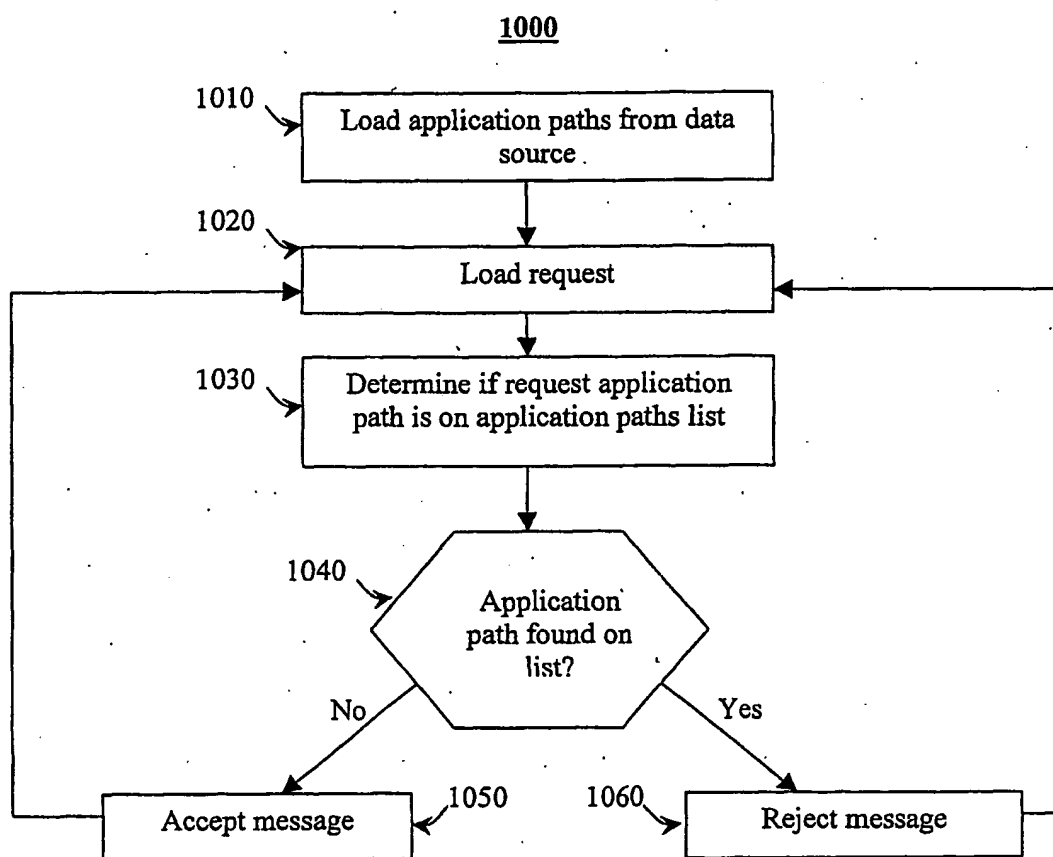 1000
1010
Load application paths from data
source
1020
Load request
1030
Determine if request application
path is on application paths list
1040
Application
path found on
list?
No
Yes
Accept message
1050
1060
Reject message